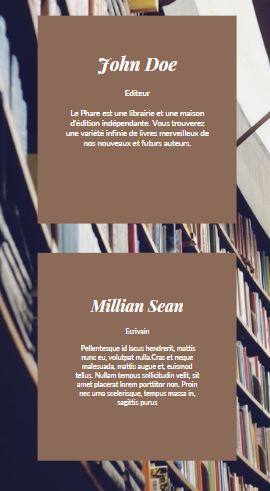 John Doe
Editeur
Le Phare est une librairie et une maison
d'édition indépendante. Vous trouverez
une variété infinie de livres merveilleux de
nos nouveaux et futurs auteurs.
Millian Sean
Ecrivain
Pellentesque id lacus hendrerit, mattis
nunc eu, volutpat nulla.Cras et neque
malesuada, mattis augue et, euismod
tellus. Nullam tempus sollicitudin velit, sit
amet placerat lorem porttitor non. Proin
nec urna scelerisque, tempus massa in,
sagittis purus